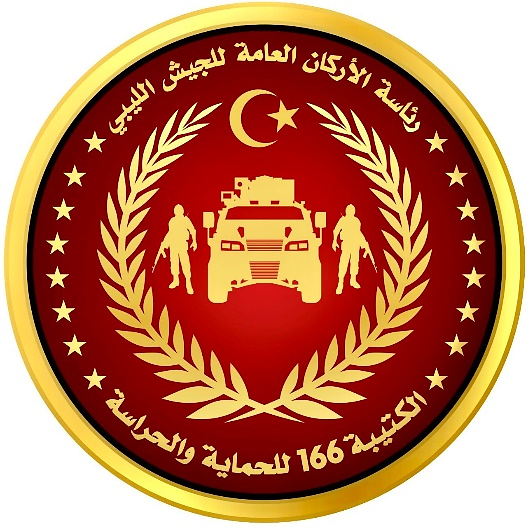 رئاسة الأركان العامة للجيش الليبي
الكتيبة 166 للحماية والحراسة